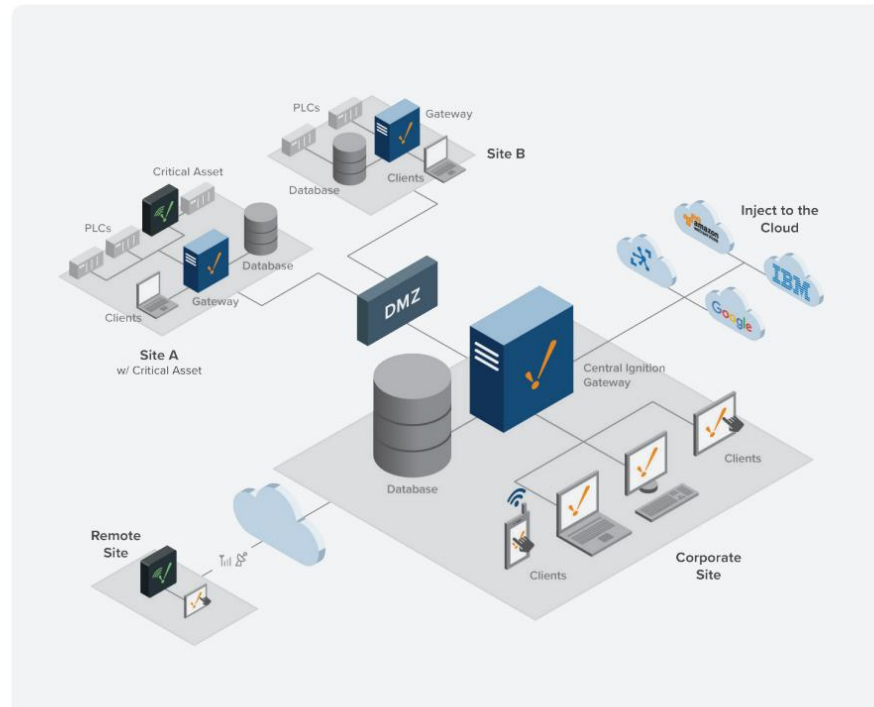 PLCs
Gateway
Site B
Clients
Database
Critical Asset
PLCs
Database
Gateway
Clients
Site A
w/ Critical Asset
DMZ
Inject to the
Cloud
amazon
IBM
Google
Central Ignition
Gateway
Clients
Database
Remote
Site
Clients
Corporate
Site